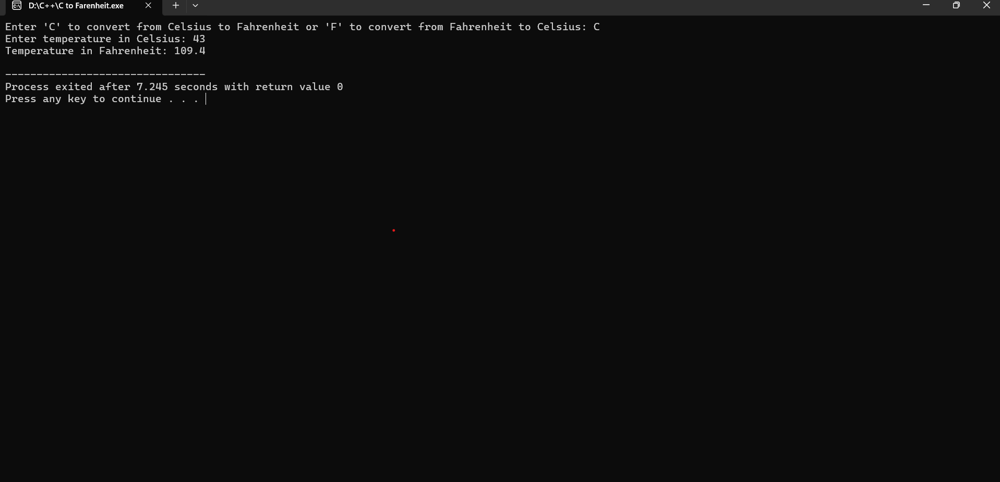 D:\C++\C to Farenheit.exe
Enter 'C' to convert from Celsius to Fahrenheit or 'F' to convert from Fahrenheit to Celsius: C
Enter temperature in Celsius: 43
Temperature in Fahrenheit: 109.4
--------------------------------
Process exited after 7.245 seconds with return value 0
Press any key to continue . . .